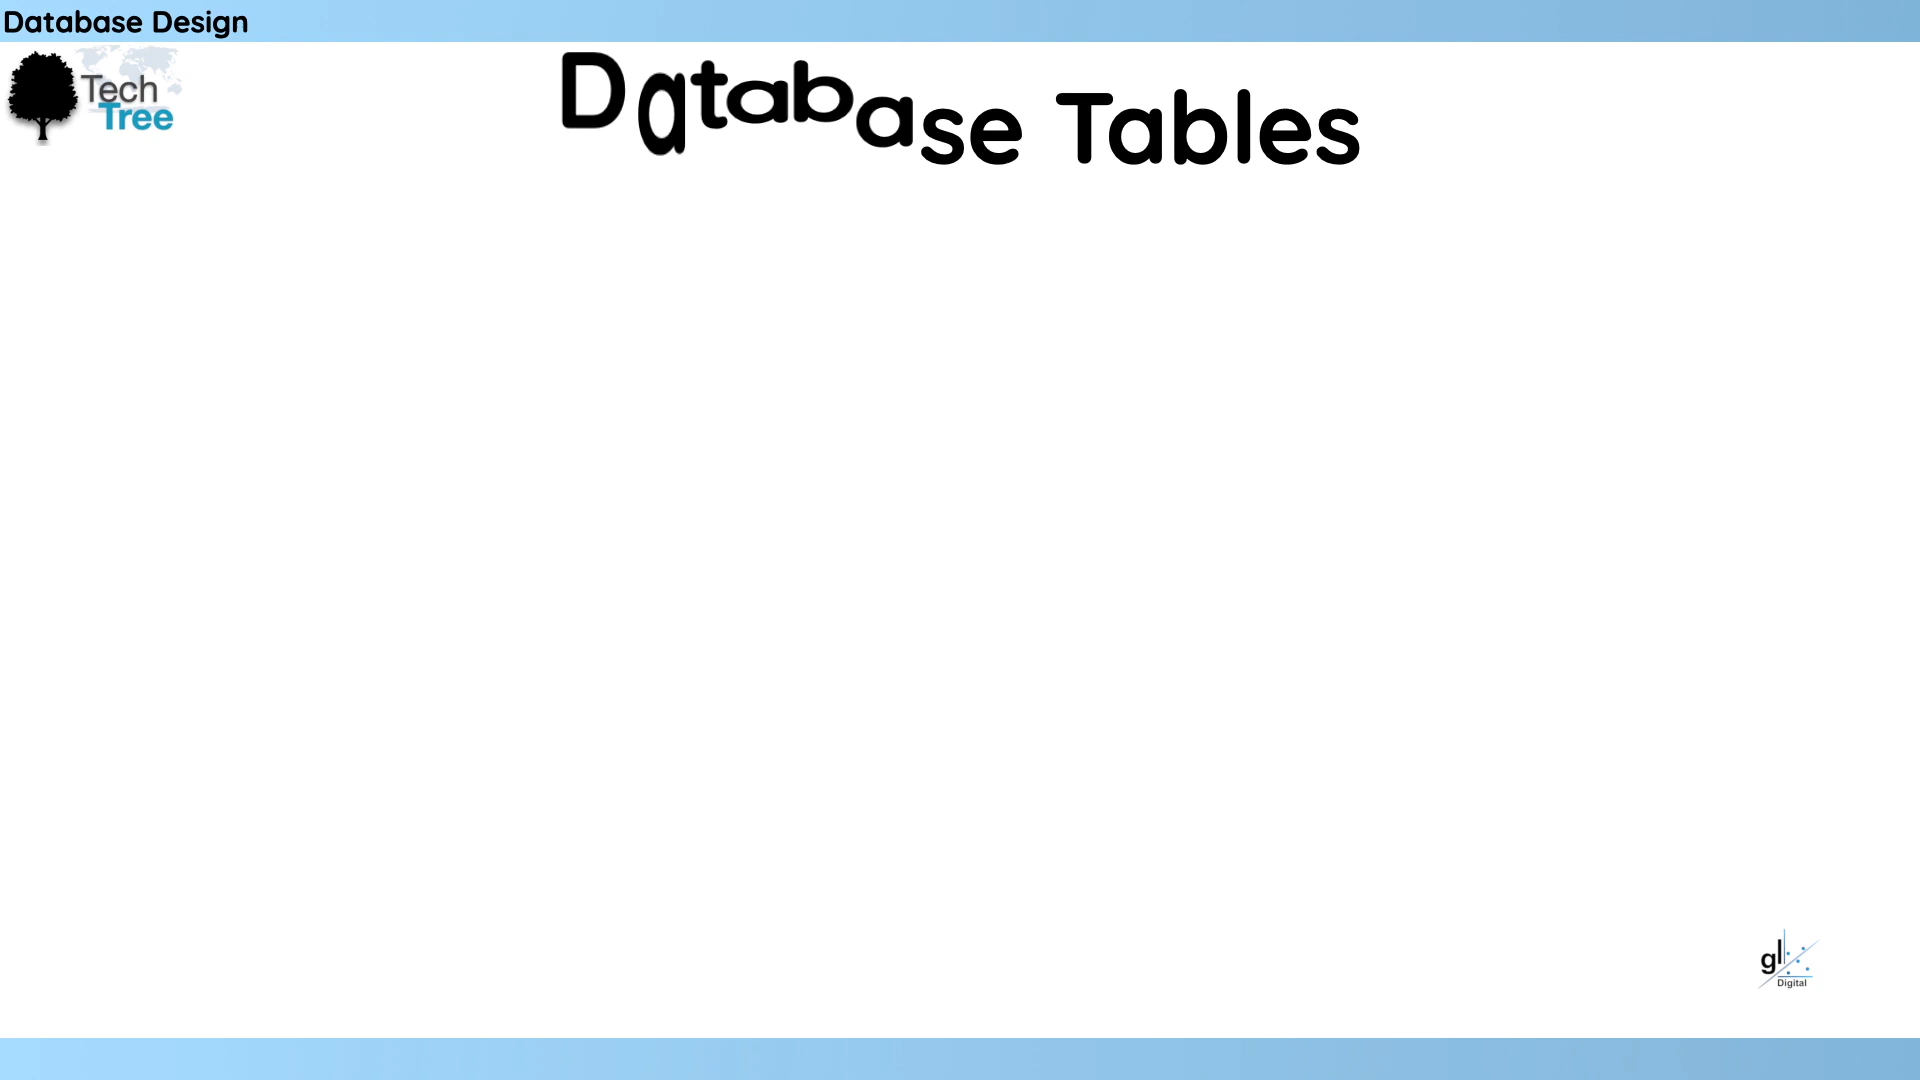 Database Design
Tech
Tree
Database Tables
gl
Digital